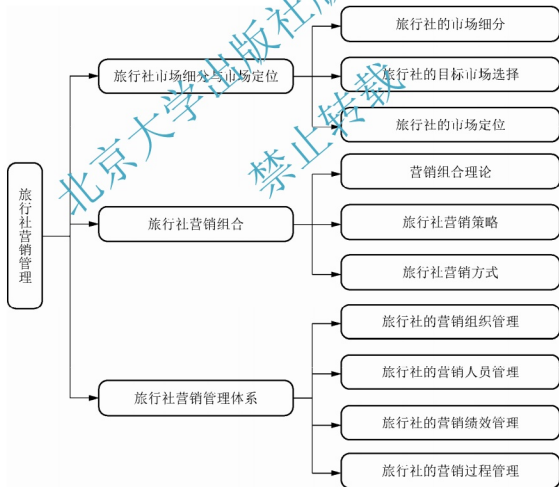 旅行社营销管理
旅行社市场细分与市场定位
旅行社的市场细分
旅行社的目标市场选择
旅行社的市场定位
旅行社营销组合
营销组合理论
旅行社营销策略
旅行社营销方式
旅行社营销管理体系
旅行社的营销组织管理
旅行社的营销人员管理
旅行社的营销绩效管理
旅行社的营销过程管理
北京大学出版社版
禁止转载